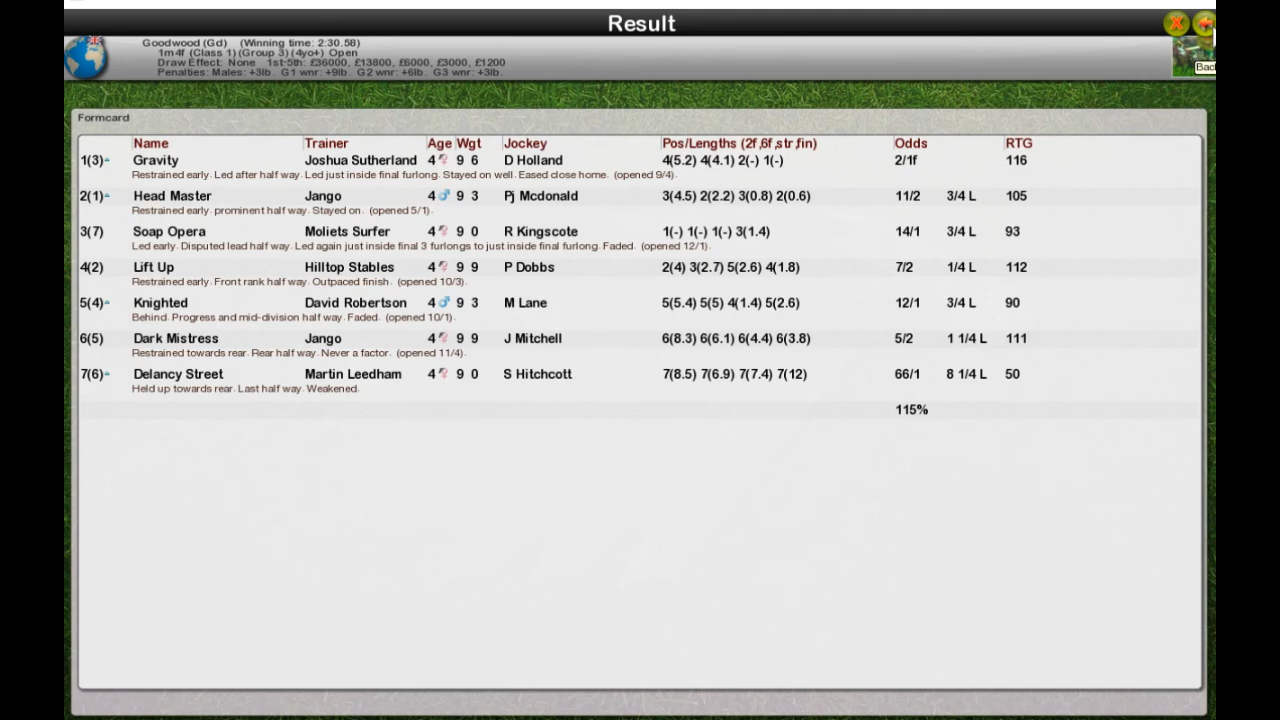 Result
Goodwood (Gd) (Winning time: 2:30.58)
1m4f (Class 1) (Group 3) (4yo+) Open
Draw Effect: None 1st-5th: £36000, £13800, £6000, £3000, £1200
Penalties: Males: +3lb. G1 wnr: +9lb. G2 wnr: +6lb. G3 wnr: +3lb.
Bac
Formcard
Name Trainer Age Wgt Jockey Pos/Lengths (2f,6f,str,fin) Odds RTG
1(3) Gravity Joshua Sutherland 4 9 6 D Holland 4(5.2) 4(4.1) 2(-) 1(-) 2/1f 116
Restrained early. Led after half way. Led just inside final furlong. Stayed on well. Eased close home. (opened 9/4).
2(1) Head Master Jango 4 9 3 Pj Mcdonald 3(4.5) 2(2.2) 3(0.8) 2(0.6) 11/2 3/4 L 105
Restrained early. prominent half way. Stayed on. (opened 5/1).
3(7) Soap Opera Moliets Surfer 4 9 0 R Kingscote 1(-) 1(-) 1(-) 3(1.4) 14/1 3/4 L 93
Led early. Disputed lead half way. Led again just inside final 3 furlongs to just inside final furlong. Faded. (opened 12/1).
4(2) Lift Up Hilltop Stables 4 9 9 P Dobbs 2(4) 3(2.7) 5(2.6) 4(1.8) 7/2 1/4 L 112
Restrained early. Front rank half way. Outpaced finish. (opened 10/3).
5(4) Knighted David Robertson 4 9 3 M Lane 5(5.4) 5(5) 4(1.4) 5(2.6) 12/1 3/4 L 90
Behind. Progress and mid-division half way. Faded. (opened 10/1).
6(5) Dark Mistress Jango 4 9 9 J Mitchell 6(8.3) 6(6.1) 6(4.4) 6(3.8) 5/2 1 1/4 L 111
Restrained towards rear. Rear half way. Never a factor. (opened 11/4).
7(6) Delancy Street Martin Leedham 4 9 0 S Hitchcott 7(8.5) 7(6.9) 7(7.4) 7(12) 66/1 8 1/4 L 50
Held up towards rear. Last half way. Weakened.
115%